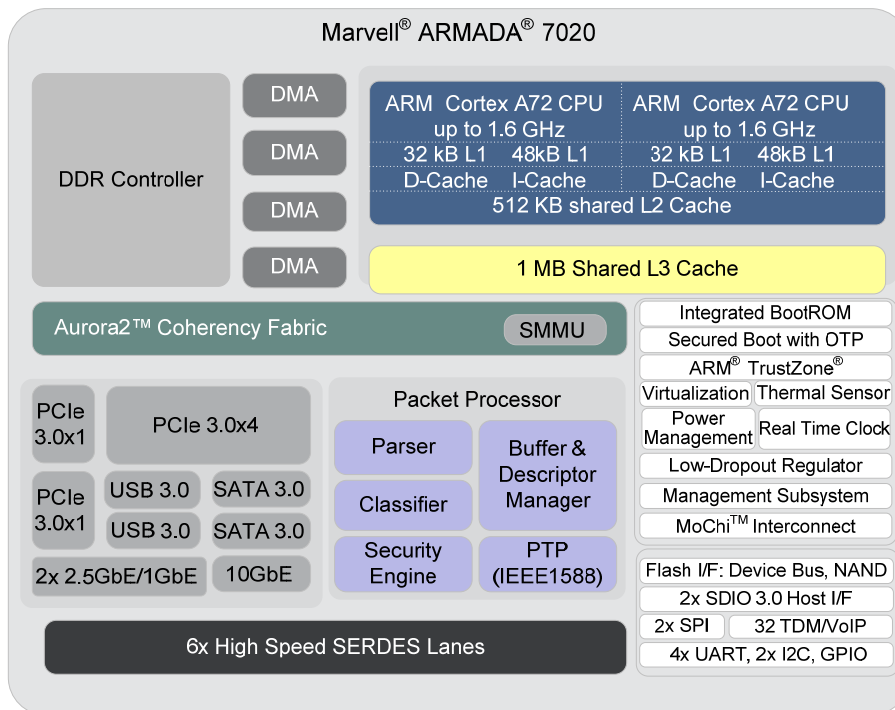 Marvell® ARMADA® 7020
DDR Controller
DMA
DMA
DMA
DMA
ARM Cortex A72 CPU
up to 1.6 GHz
32 kB L1 48kB L1
D-Cache I-Cache
ARM Cortex A72 CPU
up to 1.6 GHz
32 kB L1 48kB L1
D-Cache I-Cache
512 KB shared L2 Cache
1 MB Shared L3 Cache
Aurora2™ Coherency Fabric
SMMU
PCIe
3.0x1
PCIe 3.0x4
PCIe
3.0x1
USB 3.0
SATA 3.0
USB 3.0
SATA 3.0
2x 2.5GbE/1GbE
10GbE
Packet Processor
Parser
Classifier
Security
Engine
Buffer &
Descriptor
Manager
PTP
(IEEE1588)
6x High Speed SERDES Lanes
Integrated BootROM
Secured Boot with OTP
ARM® TrustZone®
Virtualization
Thermal Sensor
Power
Management
Real Time Clock
Low-Dropout Regulator
Management Subsystem
MoChi™ Interconnect
Flash I/F: Device Bus, NAND
2x SDIO 3.0 Host I/F
2x SPI
32 TDM/VoIP
4x UART, 2x I2C, GPIO